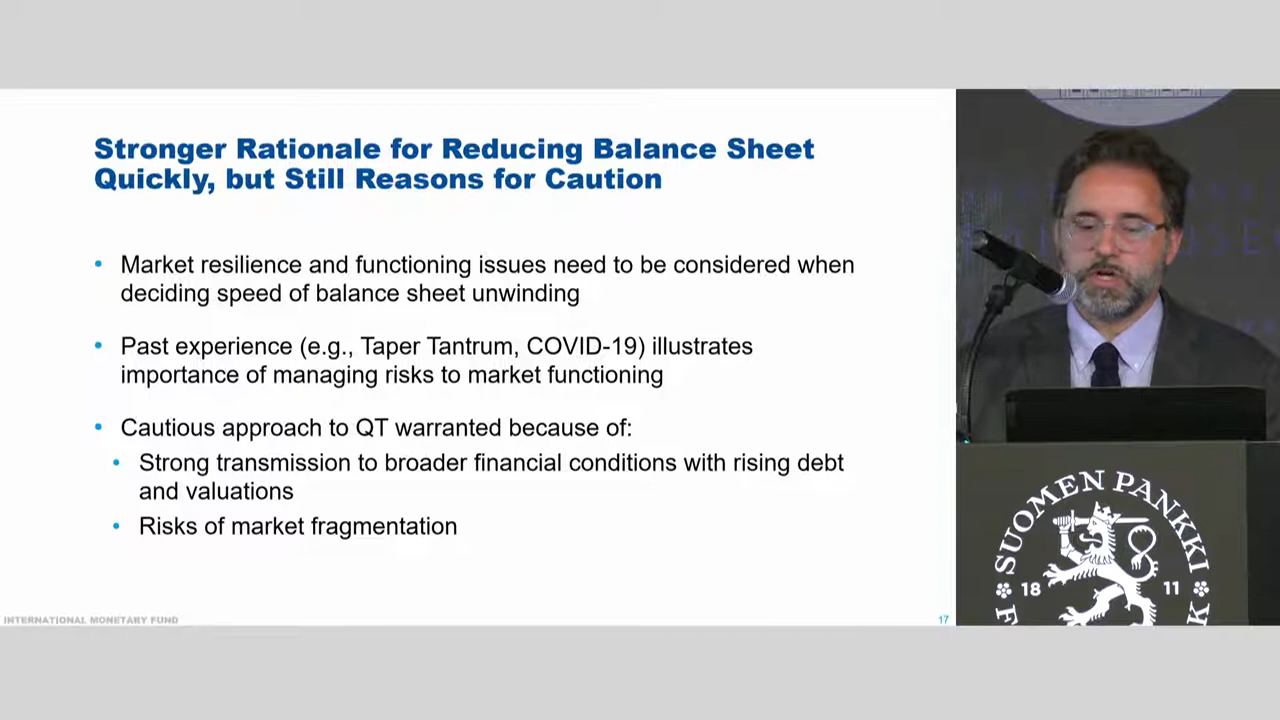 Stronger Rationale for Reducing Balance Sheet
Quickly, but Still Reasons for Caution
• Market resilience and functioning issues need to be considered when
deciding speed of balance sheet unwinding
• Past experience (e.g., Taper Tantrum, COVID-19) illustrates
importance of managing risks to market functioning
• Cautious approach to QT warranted because of:
• Strong transmission to broader financial conditions with rising debt
and valuations
• Risks of market fragmentation
INTERNATIONAL MONETARY FUND
17
SUOMEN PANKKI
18 11